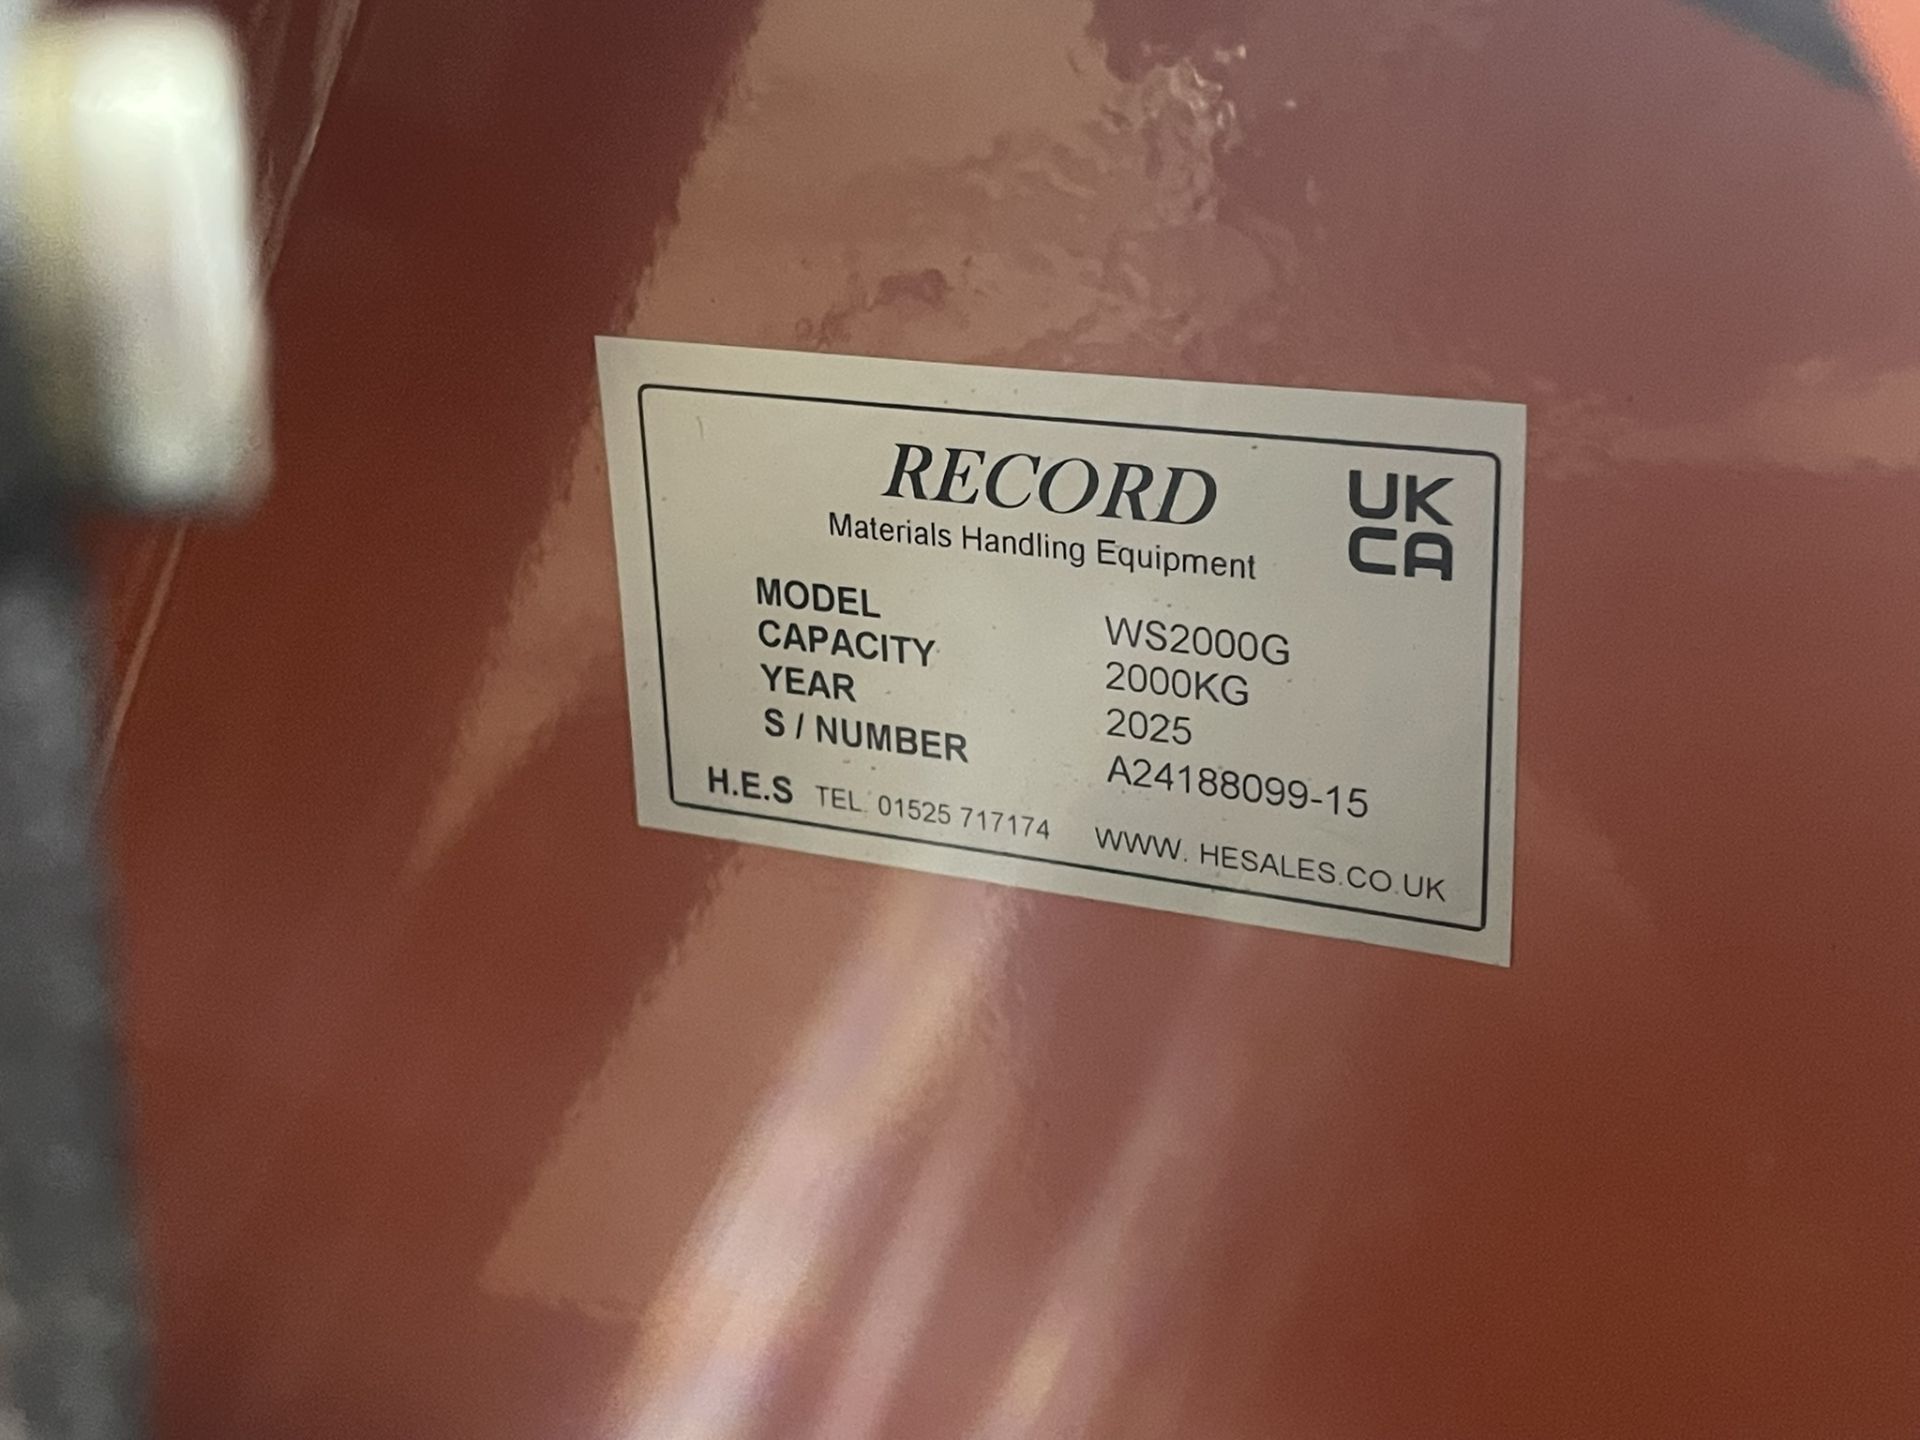 RECORD
Materials Handling Equipment
UK
CA
MODEL WS2000G
CAPACITY 2000KG
YEAR 2025
S / NUMBER A24188099-15
H.E.S TEL. 01525 717174 WWW. HESALES.CO.UK